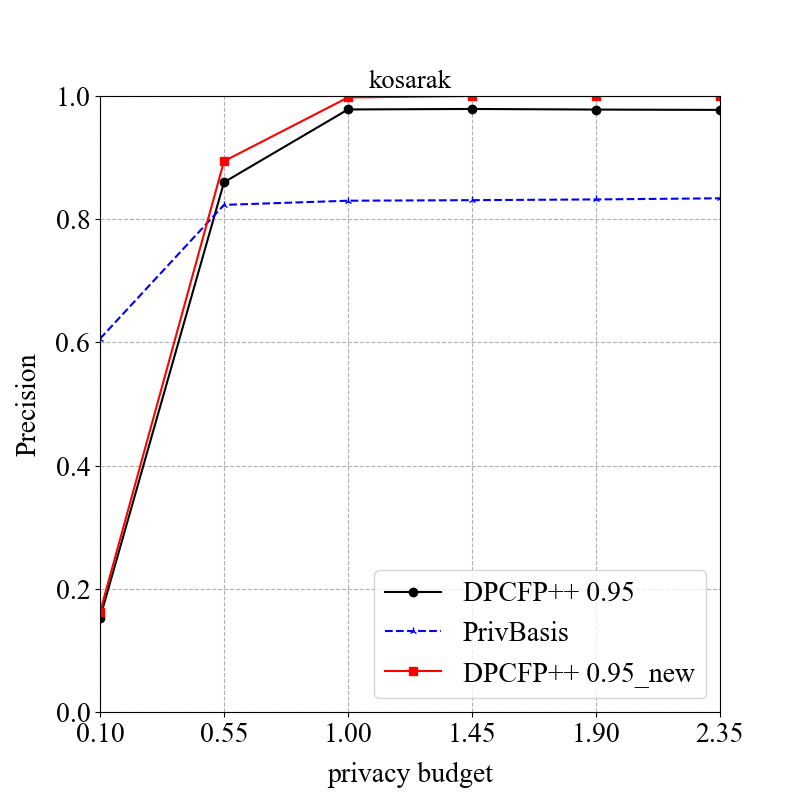 kosarak
1.0
0.8
0.6
0.4
0.2
0.0
Precision
DPCFP++ 0.95
PrivBasis
DPCFP++ 0.95_new
0.10 0.55 1.00 1.45 1.90 2.35
privacy budget